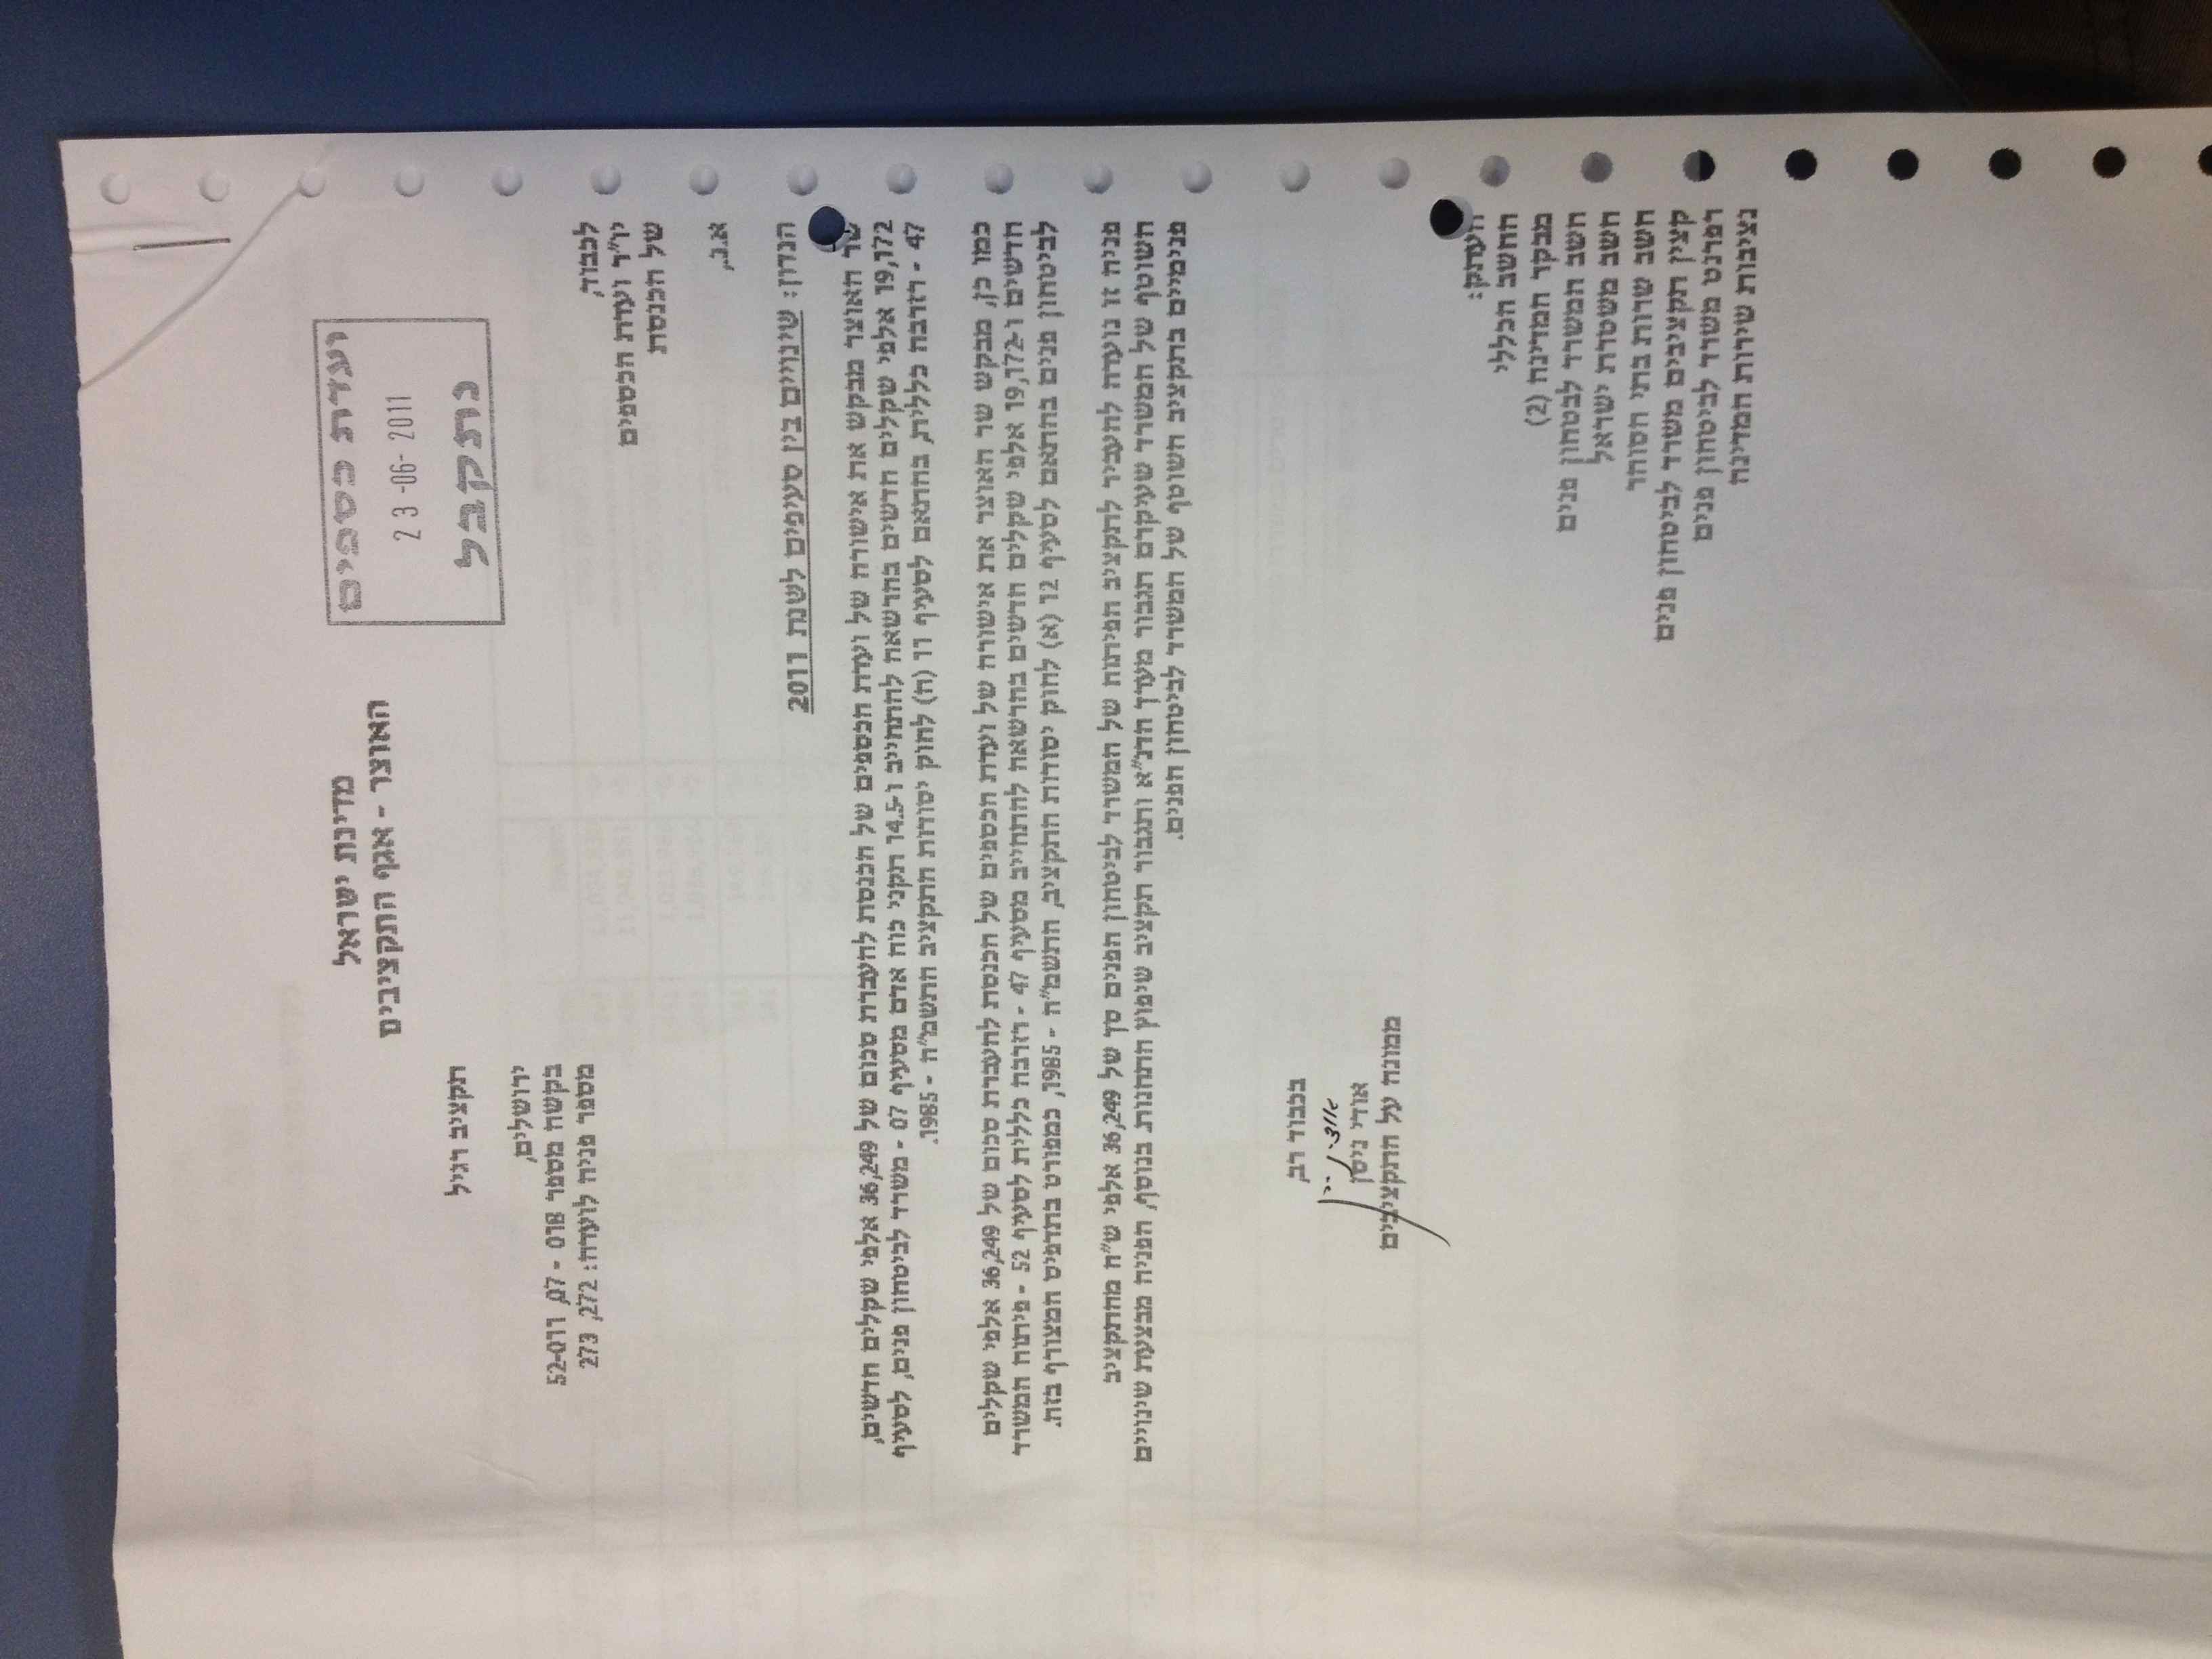 מדינת ישראל
האוצר - אגף התקציבים
ועדת כספים
23-06-2011
נתקבל
תקציב רגיל
ירושלים,
בקשה מספר 018 - 07, 52-011
מספר פניה לועדה: 272, 273
לכבוד,
יו"ר ועדת הכספים
של הכנסת
א.נ.,
הנדון: שינויים בין סעיפים לשנת 2011
שר האוצר מבקש את אישורה של ועדת הכספים של הכנסת להעברת סכום של 36,249 אלפי שקלים חדשים,
19,172 אלפי שקלים חדשים בהרשאה להתחייב ו-14.5 תקני כוח אדם מסעיף 07 - משרד לביטחון פנים, לסעיף
47 - רזרבה כללית, בהתאם לסעיף 11 (ח) לחוק יסודות התקציב התשמ"ח - 1985.
כמו כן, מבקש שר האוצר את אישורה של ועדת הכספים של הכנסת להעברת סכום של 36,249 אלפי שקלים
חדשים ו-19,172 אלפי שקלים חדשים בהרשאה להתחייב מסעיף 47 - רזרבה כללית לסעיף 52 - פיתוח המשרד
לביטחון פנים בהתאם לסעיף 12 (א) לחוק יסודות התקציב, התשמ"ח - 1985, כמפורט בתדפיס המצורף בזה.
פניה זו נועדה להעביר לתקציב הפיתוח של המשרד לביטחון הפנים סך של 36,249 אלפי ש"ח מהתקציב
השוטף של המשרד שעיקרם תגבור מערך הדנ"א ותגבור תקציב שיפוץ התחנות. בנוסף, הפניה מבצעת שינויים
פנימיים בתקציב השוטף של המשרד לביטחון הפנים.
בכבוד רב,
אודי ניסן
ממונה על התקציבים
העתק:
החשב הכללי
מבקר המדינה (2)
חשב המשרד לבטחון פנים
חשב משטרת ישראל
חשב שרות בתי הסוהר
קצין תקציבים משרד לביטחון פנים
רפרנט משרד לביטחון פנים
נציבות שירות המדינה